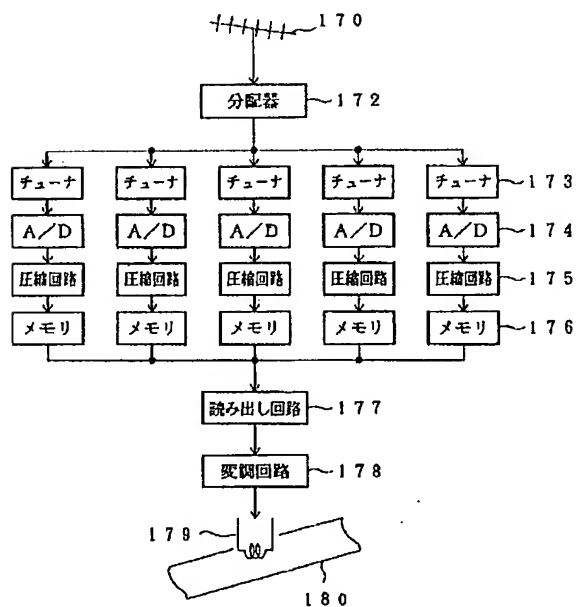 170
分配器 172
チューナ チューナ チューナ チューナ チューナ 173
A/D A/D A/D A/D A/D 174
圧縮回路 圧縮回路 圧縮回路 圧縮回路 圧縮回路 175
メモリ メモリ メモリ メモリ メモリ 176
読み出し回路 177
変調回路 178
179
180